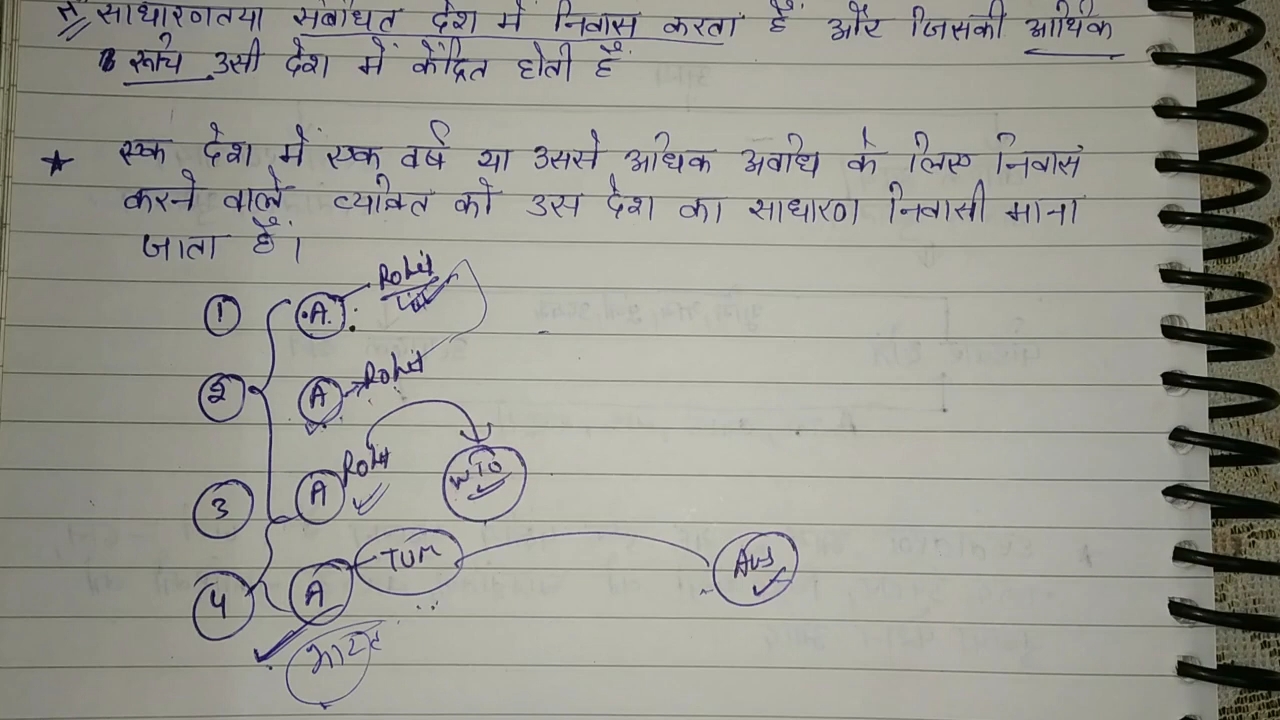 साधारणतया संबंधित देश में निवास करता है और जिसकी आर्थिक
रूचि उसी देश में केंद्रित होती है
★ एक देश में एक वर्ष या उससे अधिक अवधि के लिए निवास
करने वाले व्यक्ति को उस देश का साधारण निवासी माना
जाता है।
1 A Rohit
2 A Rohit
3 A Rohit WTO
4 A TUM Aus
भारत